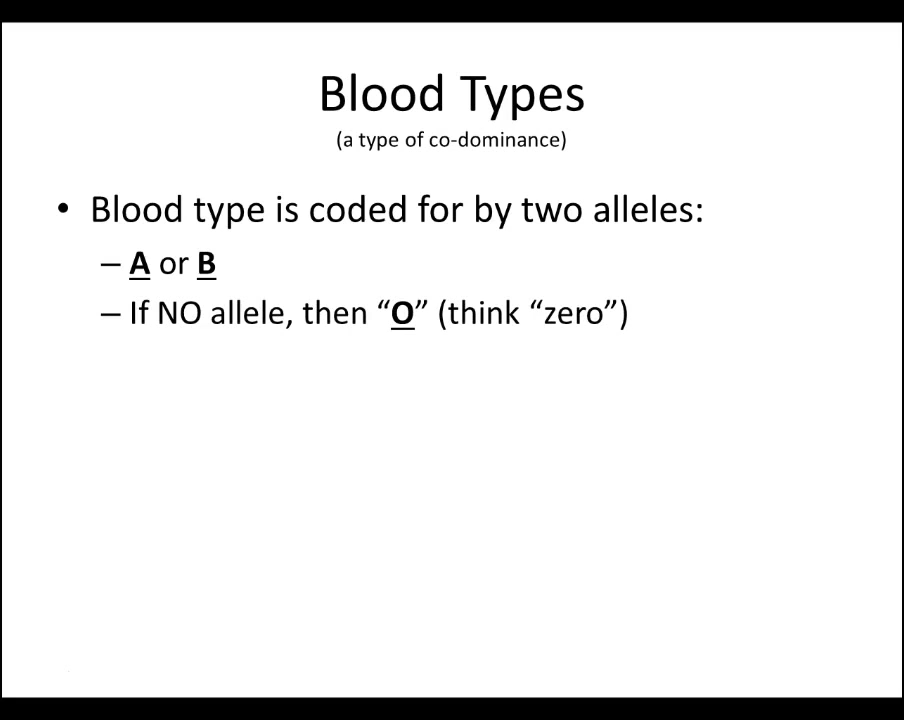 Blood Types
(a type of co-dominance)
• Blood type is coded for by two alleles:
– A or B
– If NO allele, then “O” (think “zero”)